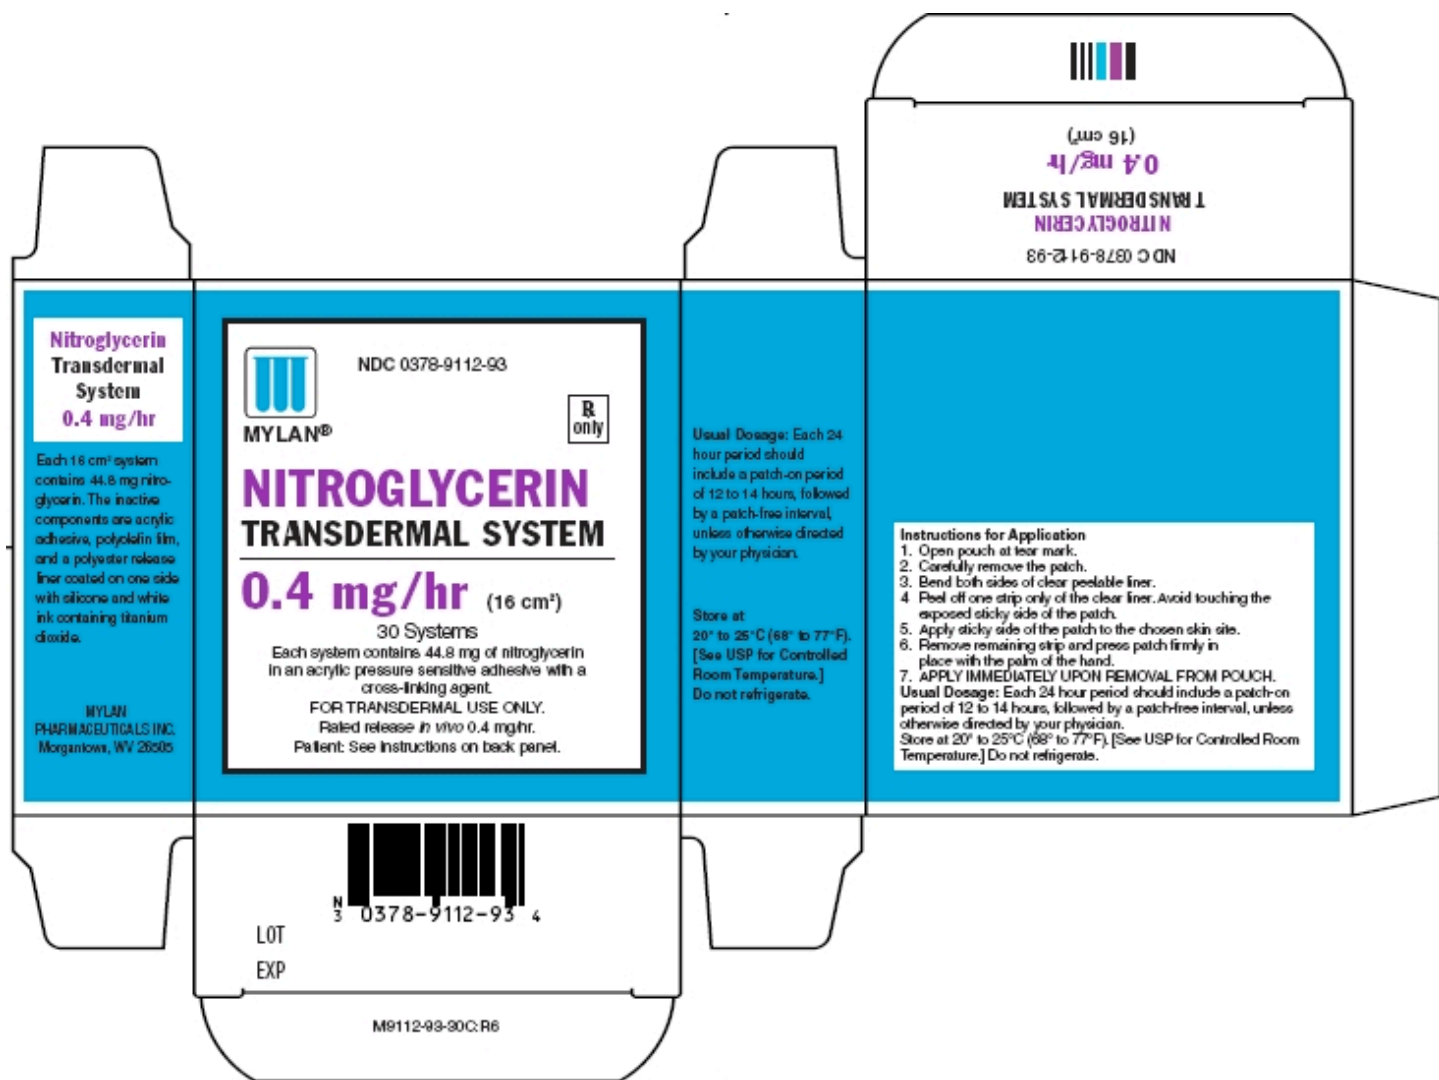 (16 cm²)
0.4 mg/hr
TRANSDERMAL SYSTEM
NITROGLYCERIN
NDC 0378-9112-93
Nitroglycerin
Transdermal
System
0.4 mg/hr
Each 16 cm² system
contains 44.8 mg nitro-
glycerin. The inactive
components are acrylic
adhesive, polyolefin film,
and a polyester release
liner coated on one side
with silicone and white
ink containing titanium
dioxide.
MYLAN
PHARMACEUTICALS INC.
Morgantown, WV 26505
NDC 0378-9112-93
MYLAN®
℞
only
NITROGLYCERIN
TRANSDERMAL SYSTEM
0.4 mg/hr (16 cm²)
30 Systems
Each system contains 44.8 mg of nitroglycerin
in an acrylic pressure sensitive adhesive with a
cross-linking agent.
FOR TRANSDERMAL USE ONLY.
Rated release in vivo 0.4 mg/hr.
Patient: See instructions on back panel.
Usual Dosage: Each 24
hour period should
include a patch-on period
of 12 to 14 hours, followed
by a patch-free interval,
unless otherwise directed
by your physician.
Store at
20° to 25°C (68° to 77°F).
[See USP for Controlled
Room Temperature.]
Do not refrigerate.
Instructions for Application
1. Open pouch at tear mark.
2. Carefully remove the patch.
3. Bend both sides of clear peelable liner.
4 Peel off one strip only of the clear liner. Avoid touching the
exposed sticky side of the patch.
5. Apply sticky side of the patch to the chosen skin site.
6. Remove remaining strip and press patch firmly in
place with the palm of the hand.
7. APPLY IMMEDIATELY UPON REMOVAL FROM POUCH.
Usual Dosage: Each 24 hour period should include a patch-on
period of 12 to 14 hours, followed by a patch-free interval, unless
otherwise directed by your physician.
Store at 20° to 25°C (68° to 77°F). [See USP for Controlled Room
Temperature.] Do not refrigerate.
N
3 0378-9112-93 4
LOT
EXP
M9112-93-30C:R6